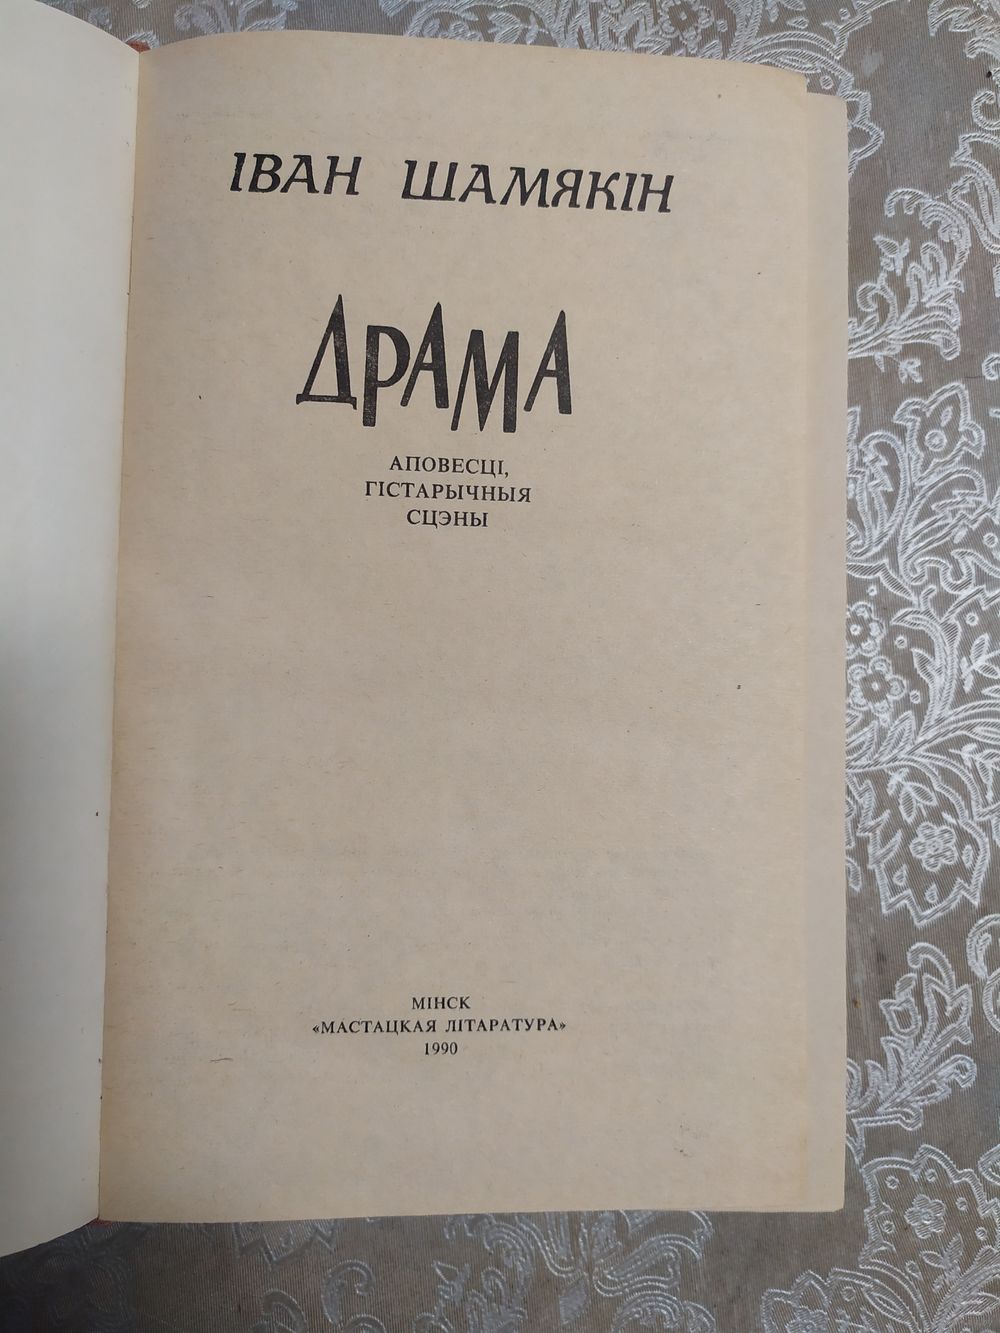 ІВАН ШАМЯКІН
ДРАМА
АПОВЕСЦІ,
ГІСТАРЫЧНЫЯ
СЦЭНЫ
МІНСК
«МАСТАЦКАЯ ЛІТАРАТУРА»
1990